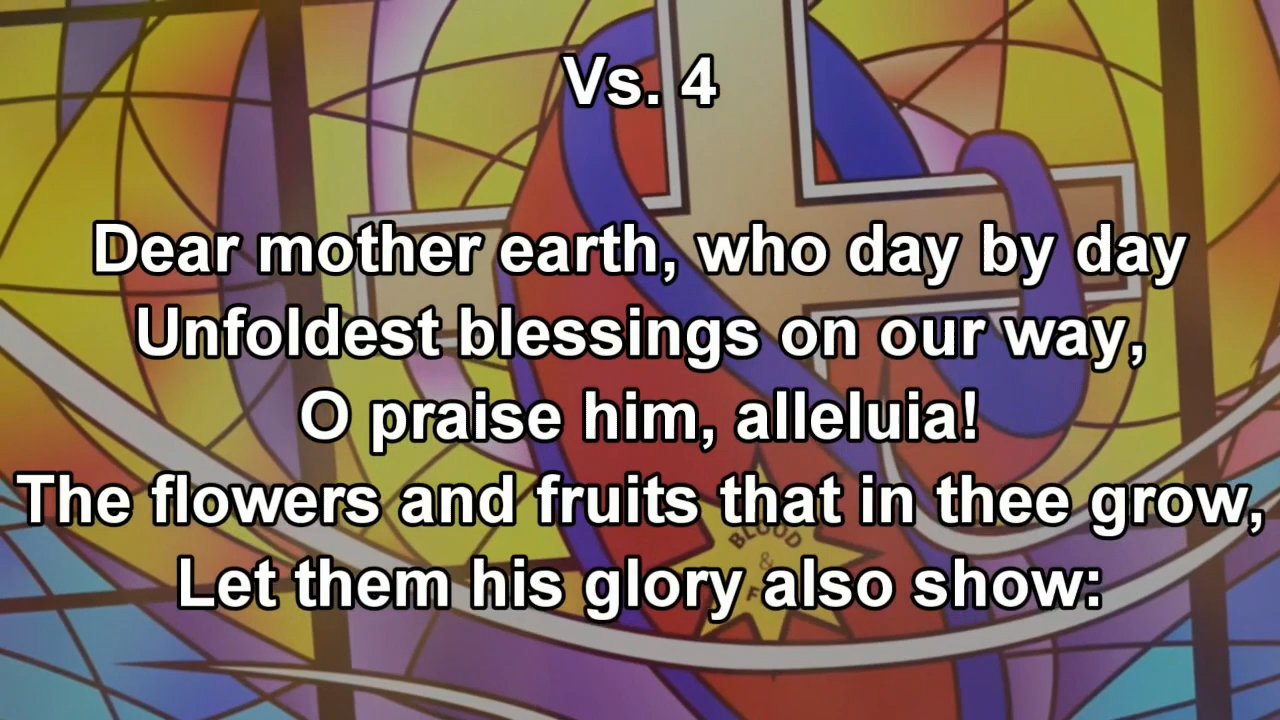 Vs. 4
Dear mother earth, who day by day
Unfoldest blessings on our way,
O praise him, alleluia!
The flowers and fruits that in thee grow,
BLOOD
&
F
Let them his glory also show: